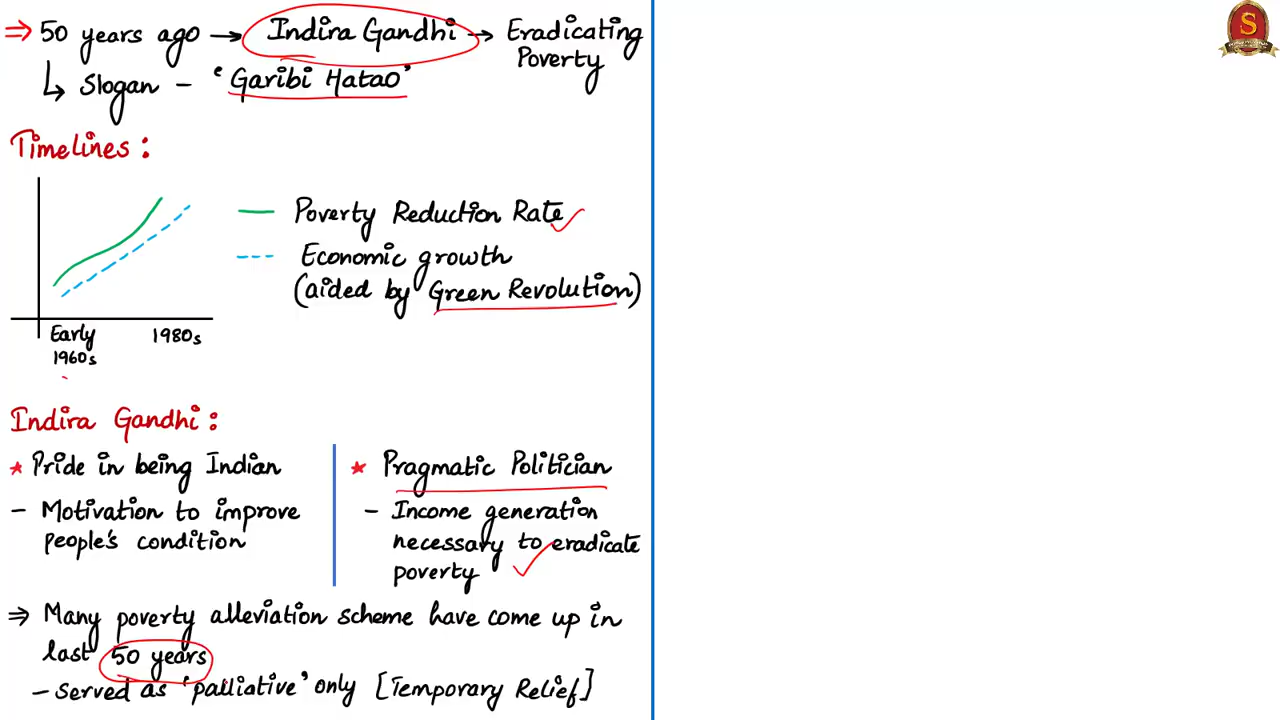 ⇒ 50 years ago → Indira Gandhi → Eradicating Poverty
↳ Slogan - 'Garibi Hatao'
Timelines:
Poverty Reduction Rate
Economic growth
(aided by Green Revolution)
Early 1960s
1980s
Indira Gandhi:
* Pride in being Indian
- Motivation to improve
people's condition
* Pragmatic Politician
- Income generation
necessary to eradicate
poverty
⇒ Many poverty alleviation scheme have come up in
last 50 years
- Served as 'palliative' only [Temporary Relief]
S